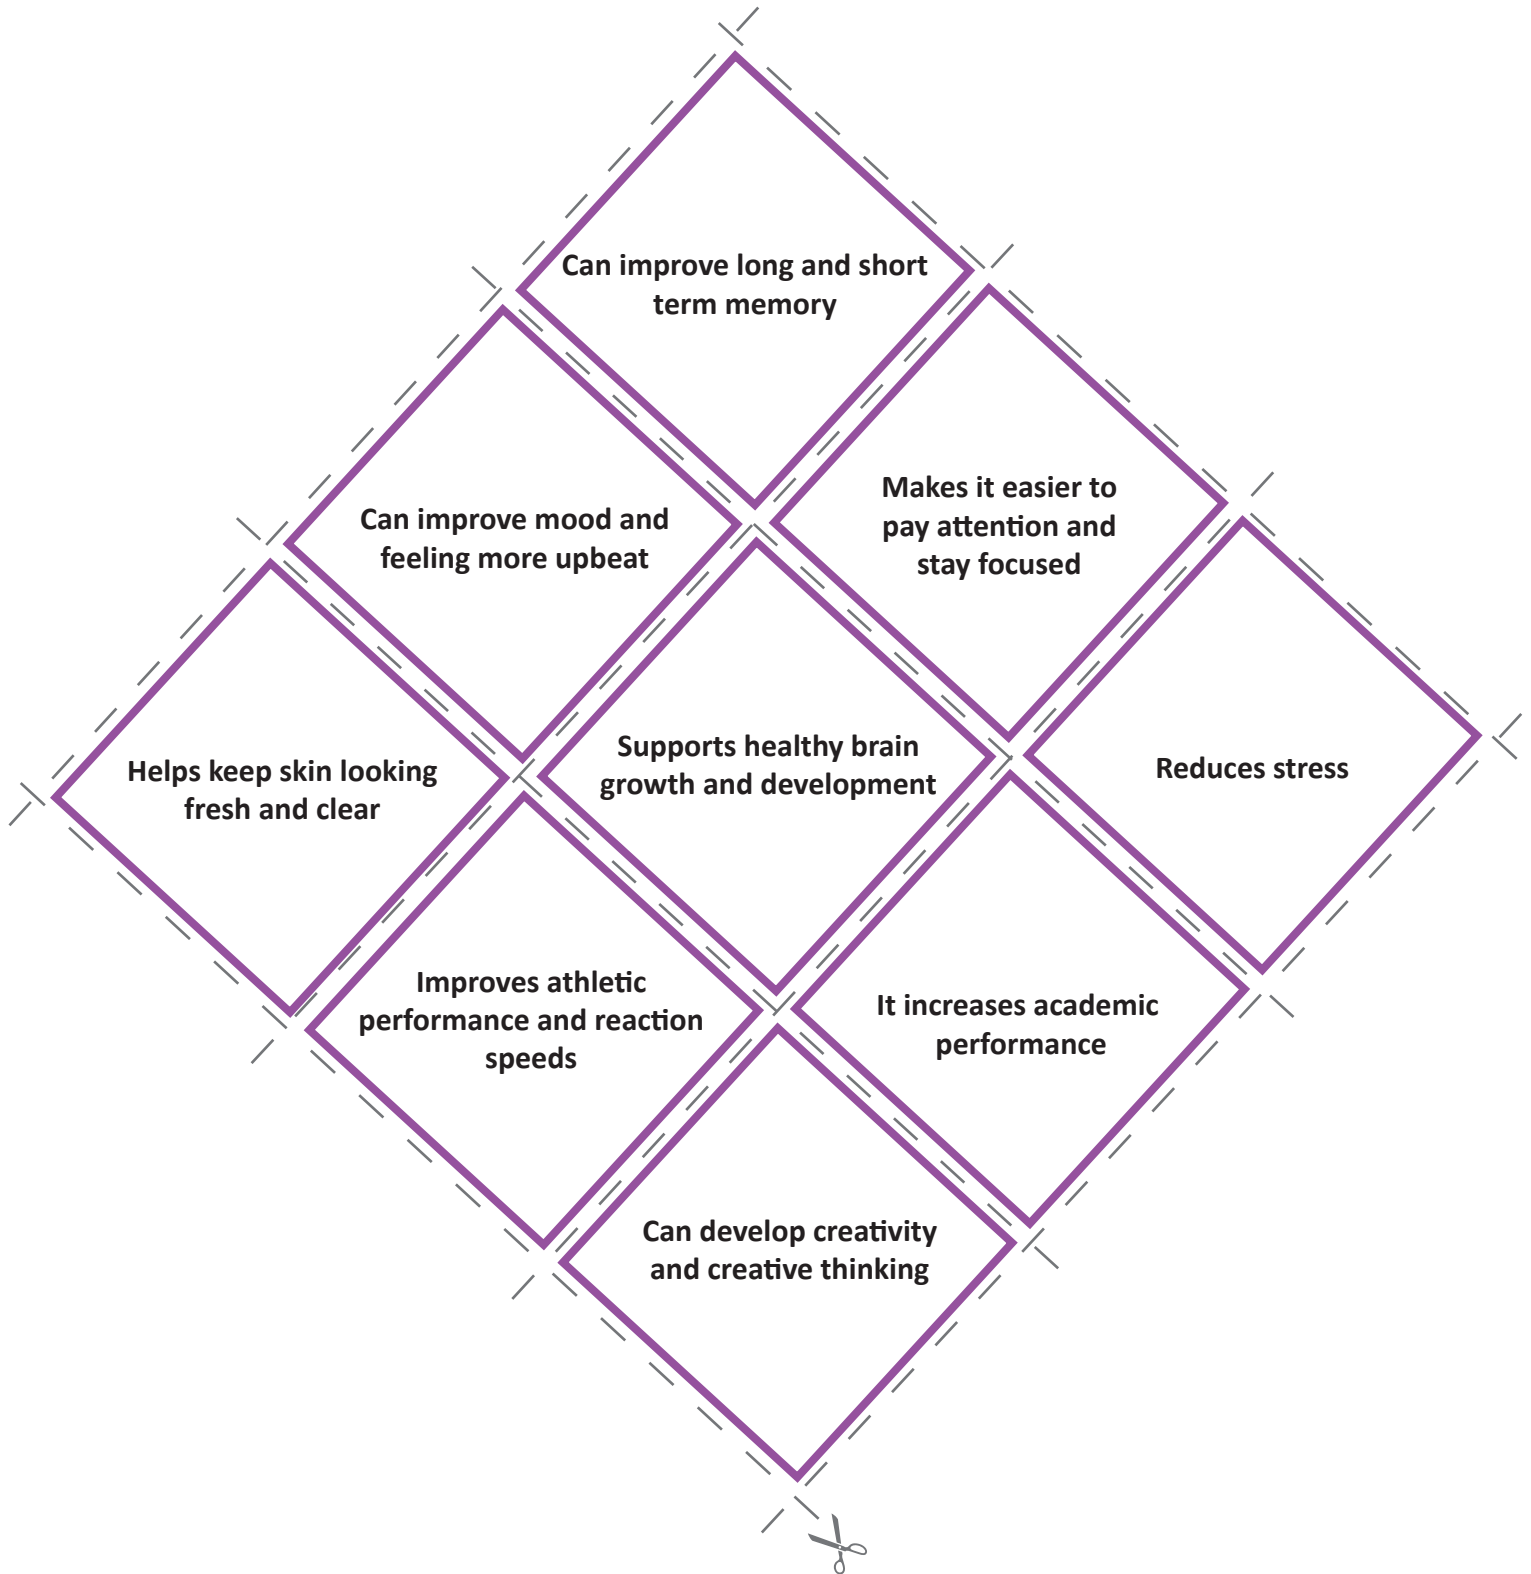 Can improve long and short
term memory
Can improve mood and
feeling more upbeat
Makes it easier to
pay attention and
stay focused
Helps keep skin looking
fresh and clear
Supports healthy brain
growth and development
Reduces stress
Improves athletic
performance and reaction
speeds
It increases academic
performance
Can develop creativity
and creative thinking